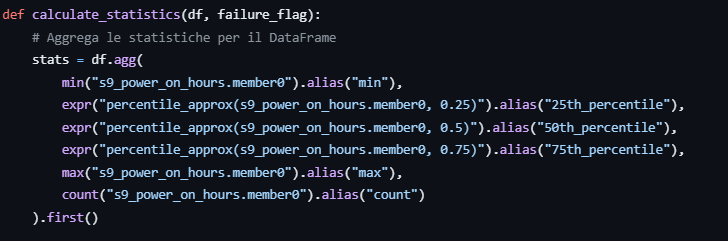 def calculate_statistics(df, failure_flag):
    # Aggrega le statistiche per il DataFrame
    stats = df.agg(
        min("s9_power_on_hours.member0").alias("min"),
        expr("percentile_approx(s9_power_on_hours.member0, 0.25)").alias("25th_percentile"),
        expr("percentile_approx(s9_power_on_hours.member0, 0.5)").alias("50th_percentile"),
        expr("percentile_approx(s9_power_on_hours.member0, 0.75)").alias("75th_percentile"),
        max("s9_power_on_hours.member0").alias("max"),
        count("s9_power_on_hours.member0").alias("count")
    ).first()